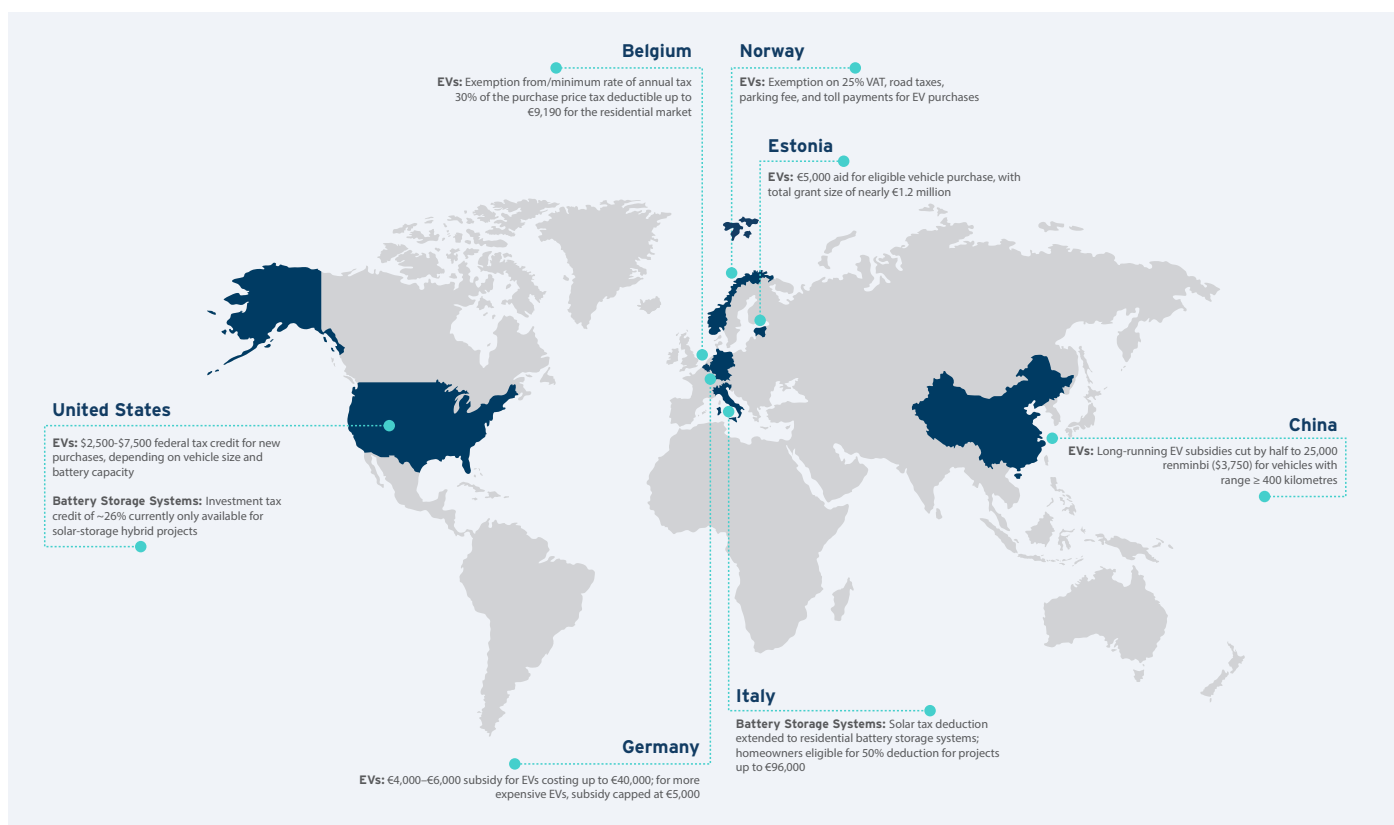 Belgium
EVs: Exemption from/minimum rate of annual tax
30% of the purchase price tax deductible up to
€9,190 for the residential market
Norway
EVs: Exemption on 25% VAT, road taxes,
parking fee, and toll payments for EV purchases
Estonia
EVs: €5,000 aid for eligible vehicle purchase, with
total grant size of nearly €1.2 million
United States
EVs: $2,500-$7,500 federal tax credit for new
purchases, depending on vehicle size and
battery capacity
Battery Storage Systems: Investment tax
credit of ~26% currently only available for
solar-storage hybrid projects
China
EVs: Long-running EV subsidies cut by half to 25,000
renminbi ($3,750) for vehicles with
range ≥ 400 kilometres
Italy
Battery Storage Systems: Solar tax deduction
extended to residential battery storage systems;
homeowners eligible for 50% deduction for projects
up to €96,000
Germany
EVs: €4,000–€6,000 subsidy for EVs costing up to €40,000; for more
expensive EVs, subsidy capped at €5,000